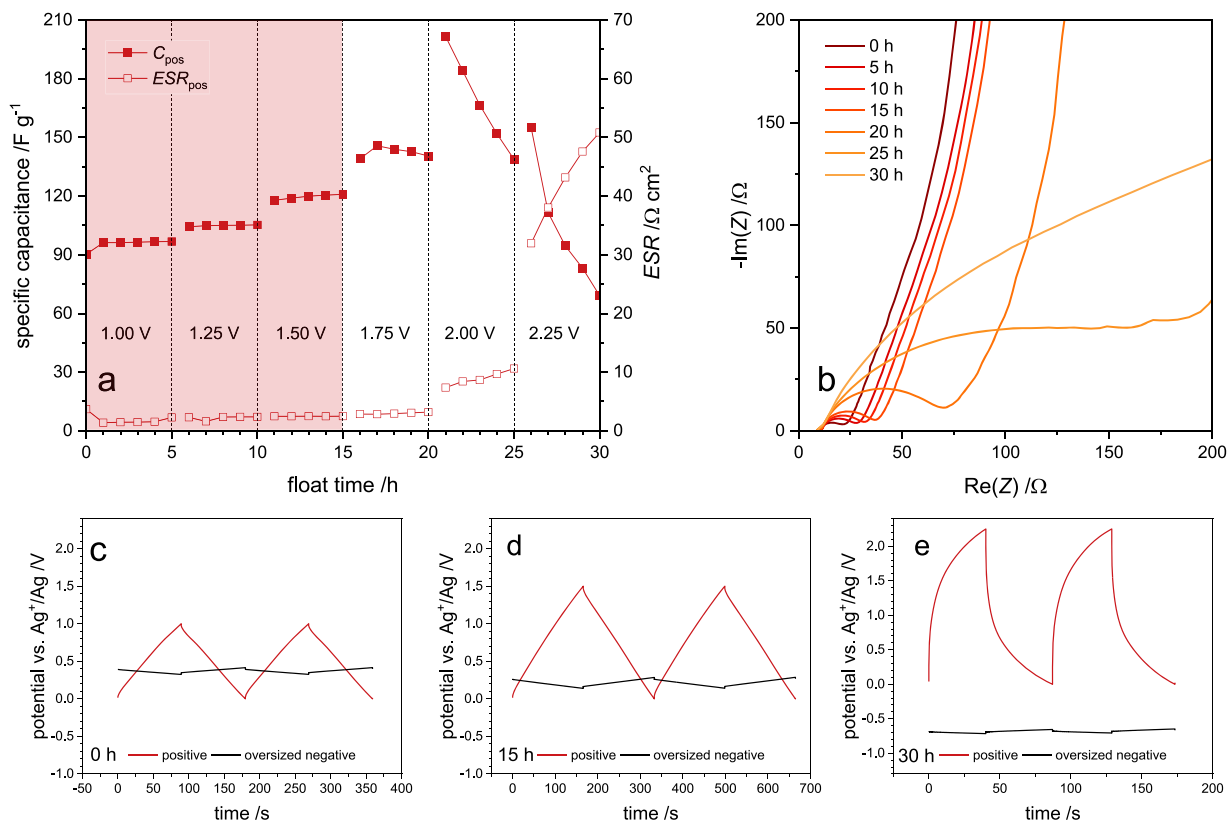 210
180
150
120
90
60
30
0
specific capacitance /F g⁻¹
C_pos
ESR_pos
1.00 V
1.25 V
1.50 V
1.75 V
2.00 V
2.25 V
a
70
60
50
40
30
20
10
0
ESR /Ω cm²
0 5 10 15 20 25 30
float time /h
200
150
100
50
0
-Im(Z) /Ω
0 h
5 h
10 h
15 h
20 h
25 h
30 h
b
0 50 100 150 200
Re(Z) /Ω
c
2.0
1.5
1.0
0.5
0.0
-0.5
-1.0
potential vs. Ag⁺/Ag /V
0 h positive oversized negative
-50 0 50 100 150 200 250 300 350 400
time /s
d
2.0
1.5
1.0
0.5
0.0
-0.5
-1.0
potential vs. Ag⁺/Ag /V
15 h positive oversized negative
0 100 200 300 400 500 600 700
time /s
e
2.0
1.5
1.0
0.5
0.0
-0.5
-1.0
potential vs. Ag⁺/Ag /V
30 h positive oversized negative
0 50 100 150 200
time /s